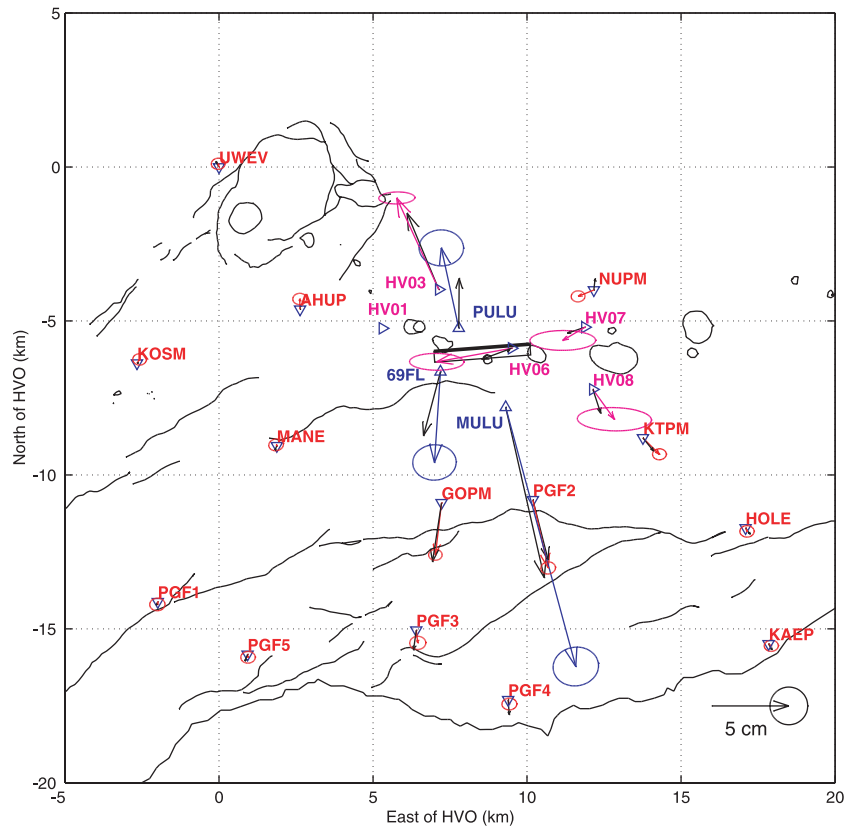 5
0
-5
-10
-15
-20
North of HVO (km)
UWEV
HV03
AHUP
HV01
PULU
NUPM
HV07
KOSM
HV06
69FL
HV08
MULU
KTPM
MANE
GOPM
PGF2
HOLE
PGF1
PGF3
PGF5
KAEP
PGF4
5 cm
-5
0
5
10
15
20
East of HVO (km)